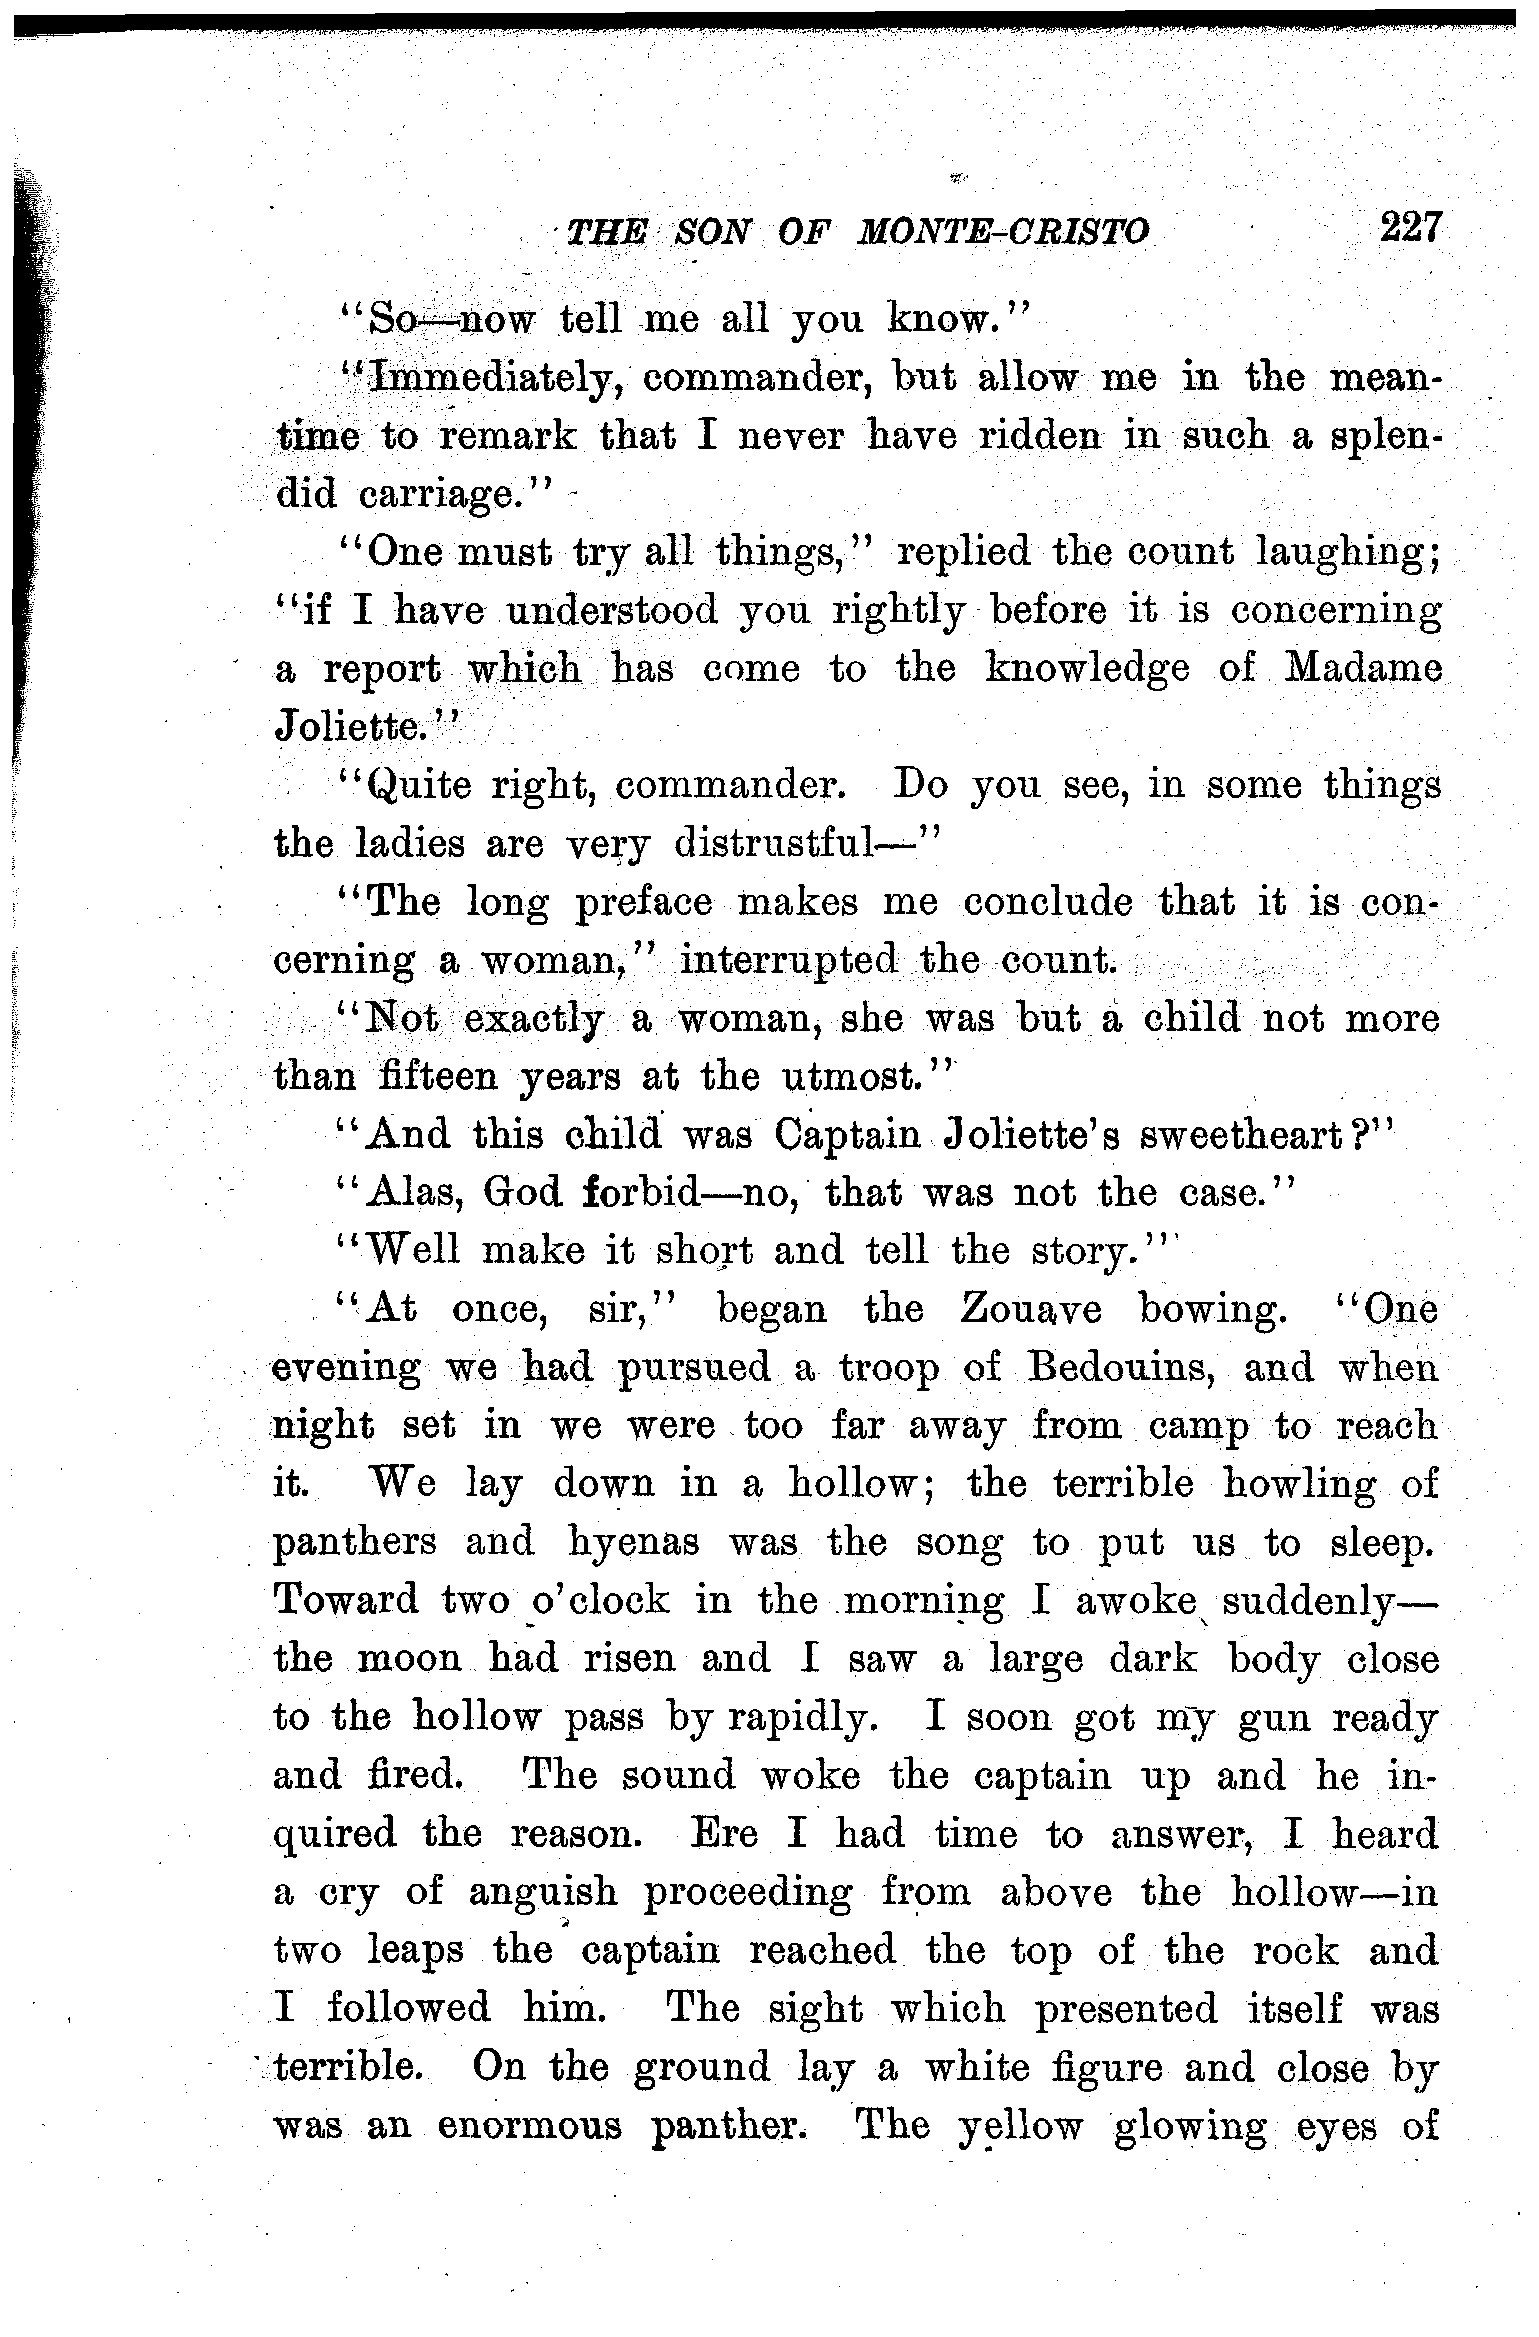 THE SON OF MONTE-CRISTO 227
"So—now tell me all you know."
"Immediately, commander, but allow me in the mean-
time to remark that I never have ridden in such a splen-
did carriage."
"One must try all things," replied the count laughing;
"if I have understood you rightly before it is concerning
a report which has come to the knowledge of Madame
Joliette."
"Quite right, commander. Do you see, in some things
the ladies are very distrustful—"
"The long preface makes me conclude that it is con-
cerning a woman," interrupted the count.
"Not exactly a woman, she was but a child not more
than fifteen years at the utmost."
"And this child was Captain Joliette's sweetheart?"
"Alas, God forbid—no, that was not the case."
"Well make it short and tell the story."
"At once, sir," began the Zouave bowing. "One
evening we had pursued a troop of Bedouins, and when
night set in we were too far away from camp to reach
it. We lay down in a hollow; the terrible howling of
panthers and hyenas was the song to put us to sleep.
Toward two o'clock in the morning I awoke suddenly—
the moon had risen and I saw a large dark body close
to the hollow pass by rapidly. I soon got my gun ready
and fired. The sound woke the captain up and he in-
quired the reason. Ere I had time to answer, I heard
a cry of anguish proceeding from above the hollow—in
two leaps the captain reached the top of the rock and
I followed him. The sight which presented itself was
terrible. On the ground lay a white figure and close by
was an enormous panther. The yellow glowing eyes of